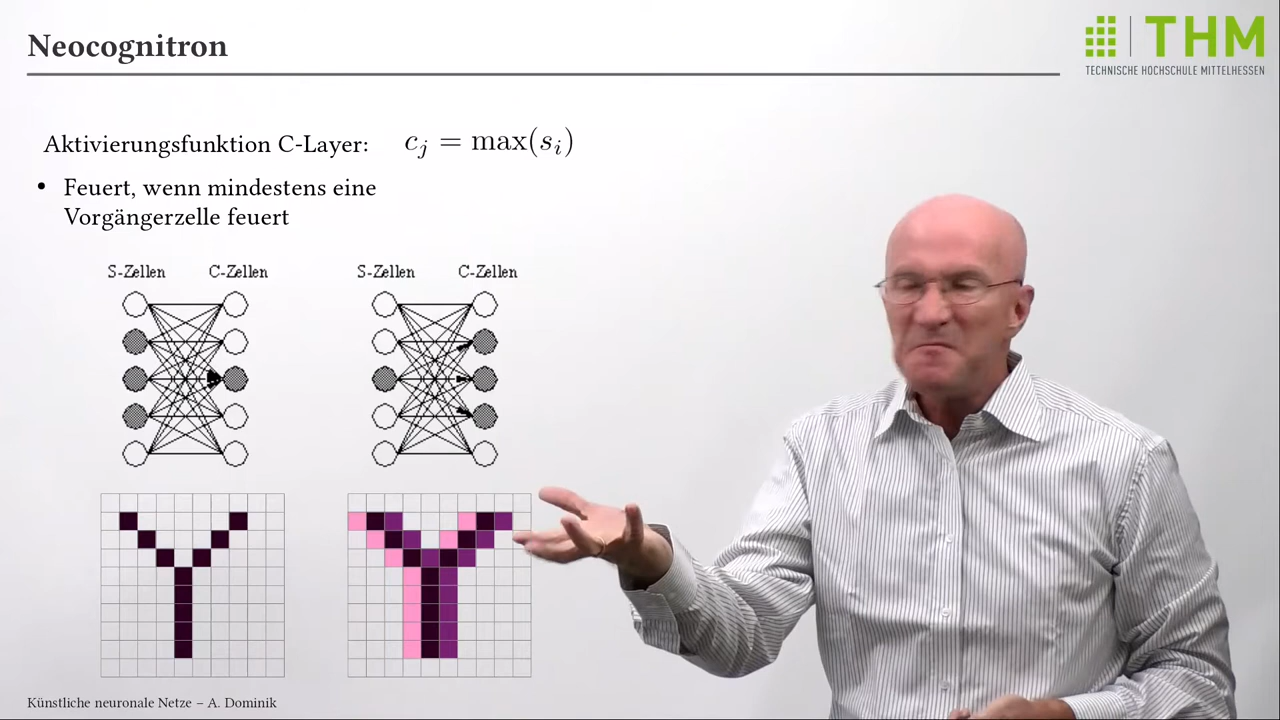 Neocognitron
THM
TECHNISCHE HOCHSCHULE MITTELHESSEN
Aktivierungsfunktion C-Layer: c_j = max(s_i)
• Feuert, wenn mindestens eine
Vorgängerzelle feuert
S-Zellen C-Zellen S-Zellen C-Zellen
Künstliche neuronale Netze – A. Dominik